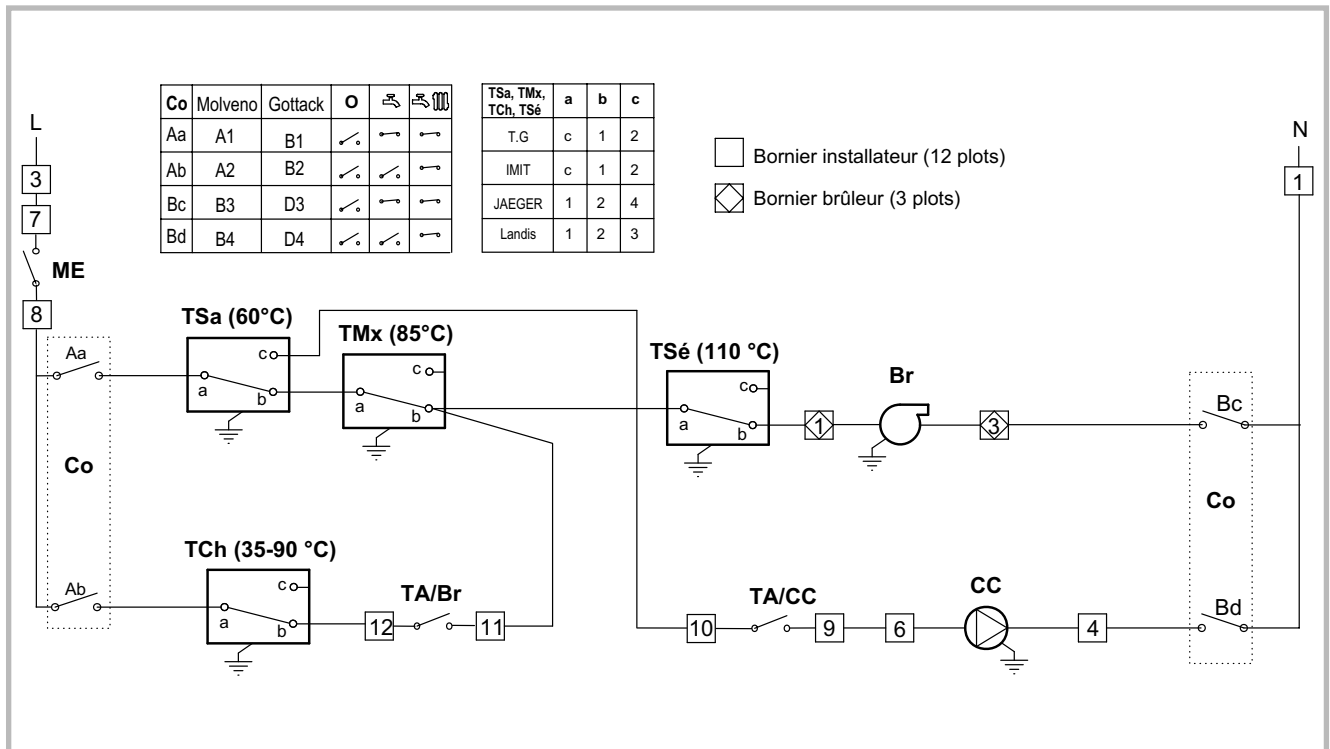 Co Molveno Gottack O
Aa A1 B1
Ab A2 B2
Bc B3 D3
Bd B4 D4
TSa, TMx, TCh, TSé a b c
T.G c 1 2
IMIT c 1 2
JAEGER 1 2 4
Landis 1 2 3
Bornier installateur (12 plots)
Bornier brûleur (3 plots)
L
3
7
ME
8
N
1
TSa (60°C)
c
a
b
TMx (85°C)
c
a
b
TSé (110 °C)
c
a
b
1
Br
3
Aa
Co
Ab
Bc
Co
Bd
TCh (35-90 °C)
c
a
b
12
TA/Br
11
10
TA/CC
9
6
CC
4